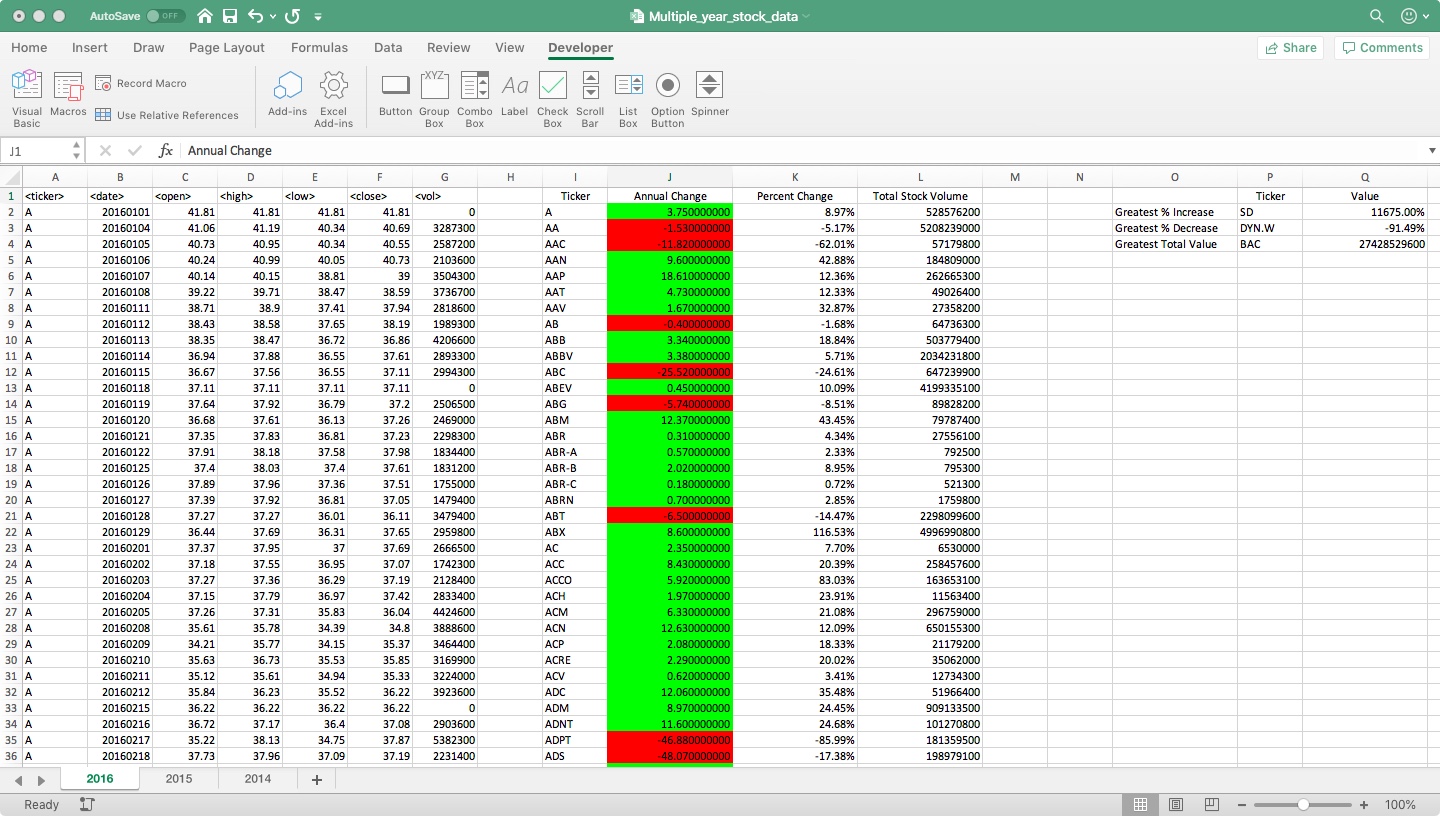 AutoSave OFF Multiple_year_stock_data
Home Insert Draw Page Layout Formulas Data Review View Developer Share Comments
Visual Basic Macros Record Macro Use Relative References Add-ins Excel Add-ins Button Group Box Combo Box Label Check Box Scroll Bar List Box Option Button Spinner
XYZ Aa
J1 fx Annual Change
A B C D E F G H I J K L M N O P Q
1 <ticker> <date> <open> <high> <low> <close> <vol> Ticker Annual Change Percent Change Total Stock Volume Ticker Value
2 A 20160101 41.81 41.81 41.81 41.81 0 A 3.750000000 8.97% 528576200 Greatest % Increase SD 11675.00%
3 A 20160104 41.06 41.19 40.34 40.69 3287300 AA -1.530000000 -5.17% 5208239000 Greatest % Decrease DYN.W -91.49%
4 A 20160105 40.73 40.95 40.34 40.55 2587200 AAC -11.820000000 -62.01% 57179800 Greatest Total Value BAC 27428529600
5 A 20160106 40.24 40.99 40.05 40.73 2103600 AAN 9.600000000 42.88% 184809000
6 A 20160107 40.14 40.15 38.81 39 3504300 AAP 18.610000000 12.36% 262665300
7 A 20160108 39.22 39.71 38.47 38.59 3736700 AAT 4.730000000 12.33% 49026400
8 A 20160111 38.71 38.9 37.41 37.94 2818600 AAV 1.670000000 32.87% 27358200
9 A 20160112 38.43 38.58 37.65 38.19 1989300 AB -0.400000000 -1.68% 64736300
10 A 20160113 38.35 38.47 36.72 36.86 4206600 ABB 3.340000000 18.84% 503779400
11 A 20160114 36.94 37.88 36.55 37.61 2893300 ABBV 3.380000000 5.71% 2034231800
12 A 20160115 36.67 37.56 36.55 37.11 2994300 ABC -25.520000000 -24.61% 647239900
13 A 20160118 37.11 37.11 37.11 37.11 0 ABEV 0.450000000 10.09% 4199335100
14 A 20160119 37.64 37.92 36.79 37.2 2506500 ABG -5.740000000 -8.51% 89828200
15 A 20160120 36.68 37.61 36.13 37.26 2469000 ABM 12.370000000 43.45% 79787400
16 A 20160121 37.35 37.83 36.81 37.23 2298300 ABR 0.310000000 4.34% 27556100
17 A 20160122 37.91 38.18 37.58 37.98 1834400 ABR-A 0.570000000 2.33% 792500
18 A 20160125 37.4 38.03 37.4 37.61 1831200 ABR-B 2.020000000 8.95% 795300
19 A 20160126 37.89 37.96 37.36 37.51 1755000 ABR-C 0.180000000 0.72% 521300
20 A 20160127 37.39 37.92 36.81 37.05 1479400 ABRN 0.700000000 2.85% 1759800
21 A 20160128 37.27 37.27 36.01 36.11 3479400 ABT -6.500000000 -14.47% 2298099600
22 A 20160129 36.44 37.69 36.31 37.65 2959800 ABX 8.600000000 116.53% 4996990800
23 A 20160201 37.37 37.95 37 37.69 2666500 AC 2.350000000 7.70% 6530000
24 A 20160202 37.18 37.55 36.95 37.07 1742300 ACC 8.430000000 20.39% 258457600
25 A 20160203 37.27 37.36 36.29 37.19 2128400 ACCO 5.920000000 83.03% 163653100
26 A 20160204 37.15 37.79 36.97 37.42 2833400 ACH 1.970000000 23.91% 11563400
27 A 20160205 37.26 37.31 35.83 36.04 4424600 ACM 6.330000000 21.08% 296759000
28 A 20160208 35.61 35.78 34.39 34.8 3888600 ACN 12.630000000 12.09% 650155300
29 A 20160209 34.21 35.77 34.15 35.37 3464400 ACP 2.080000000 18.33% 21179200
30 A 20160210 35.63 36.73 35.53 35.85 3169900 ACRE 2.290000000 20.02% 35062000
31 A 20160211 35.12 35.61 34.94 35.33 3224000 ACV 0.620000000 3.41% 12734300
32 A 20160212 35.84 36.23 35.52 36.22 3923600 ADC 12.060000000 35.48% 51966400
33 A 20160215 36.22 36.22 36.22 36.22 0 ADM 8.970000000 24.45% 909133500
34 A 20160216 36.72 37.17 36.4 37.08 2903600 ADNT 11.600000000 24.68% 101270800
35 A 20160217 35.22 38.13 34.75 37.87 5382300 ADPT -46.880000000 -85.99% 181359500
36 A 20160218 37.73 37.96 37.09 37.19 2231400 ADS -48.070000000 -17.38% 198979100
2016 2015 2014 +
Ready 100%